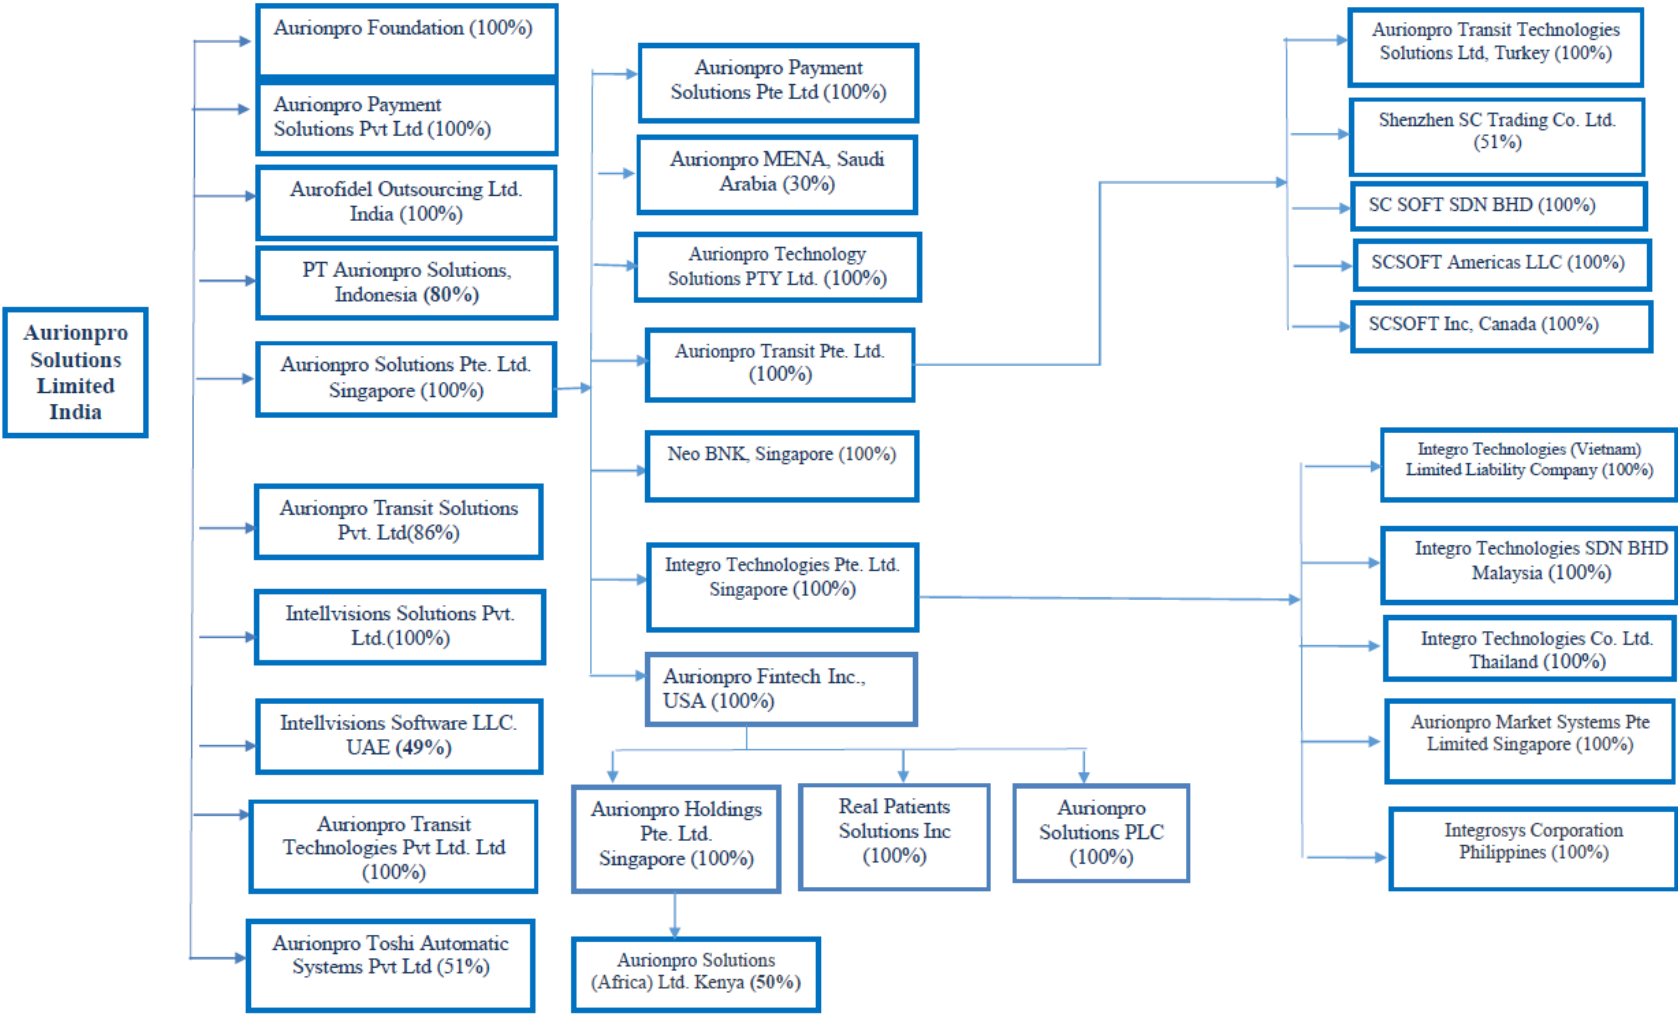 Aurionpro
Solutions
Limited
India
Aurionpro Foundation (100%)
Aurionpro Payment
Solutions Pvt Ltd (100%)
Aurofidel Outsourcing Ltd.
India (100%)
PT Aurionpro Solutions,
Indonesia (80%)
Aurionpro Solutions Pte. Ltd.
Singapore (100%)
Aurionpro Transit Solutions
Pvt. Ltd(86%)
Intellvisions Solutions Pvt.
Ltd.(100%)
Intellvisions Software LLC.
UAE (49%)
Aurionpro Transit
Technologies Pvt Ltd. Ltd
(100%)
Aurionpro Toshi Automatic
Systems Pvt Ltd (51%)
Aurionpro Payment
Solutions Pte Ltd (100%)
Aurionpro MENA, Saudi
Arabia (30%)
Aurionpro Technology
Solutions PTY Ltd. (100%)
Aurionpro Transit Pte. Ltd.
(100%)
Neo BNK, Singapore (100%)
Integro Technologies Pte. Ltd.
Singapore (100%)
Aurionpro Fintech Inc.,
USA (100%)
Aurionpro Holdings
Pte. Ltd.
Singapore (100%)
Real Patients
Solutions Inc
(100%)
Aurionpro
Solutions PLC
(100%)
Aurionpro Solutions
(Africa) Ltd. Kenya (50%)
Aurionpro Transit Technologies
Solutions Ltd, Turkey (100%)
Shenzhen SC Trading Co. Ltd.
(51%)
SC SOFT SDN BHD (100%)
SCSOFT Americas LLC (100%)
SCSOFT Inc, Canada (100%)
Integro Technologies (Vietnam)
Limited Liability Company (100%)
Integro Technologies SDN BHD
Malaysia (100%)
Integro Technologies Co. Ltd.
Thailand (100%)
Aurionpro Market Systems Pte
Limited Singapore (100%)
Integrosys Corporation
Philippines (100%)